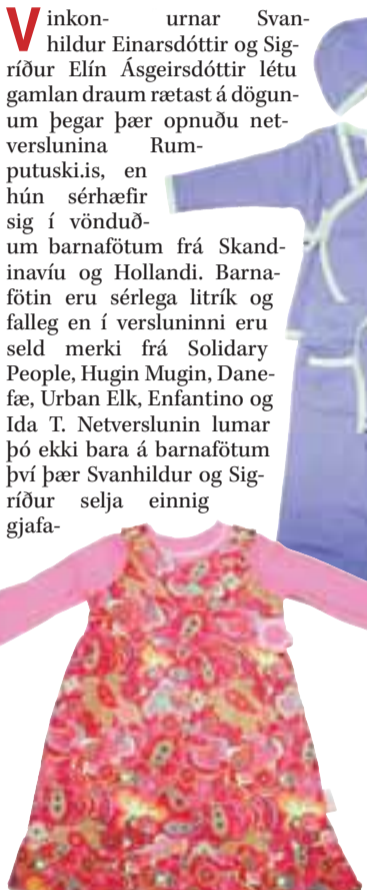 Vinkon- urnar Svan-
hildur Einarsdóttir og Sig-
ríður Elín Ásgeirsdóttir létu
gamlan draum rætast á dögun-
um þegar þær opnuðu net-
verslunina Rum-
putuski.is, en
hún sérhæfir
sig í vönduð-
um barnafötum frá Skand-
inavíu og Hollandi. Barna-
fötin eru sérlega litrík og
falleg en í versluninni eru
seld merki frá Solidary
People, Hugin Mugin, Dane-
fæ, Urban Elk, Enfantino og
Ida T. Netverslunin lumar
þó ekki bara á barnafötum
því þær Svanhildur og Sig-
ríður selja einnig
gjafa-